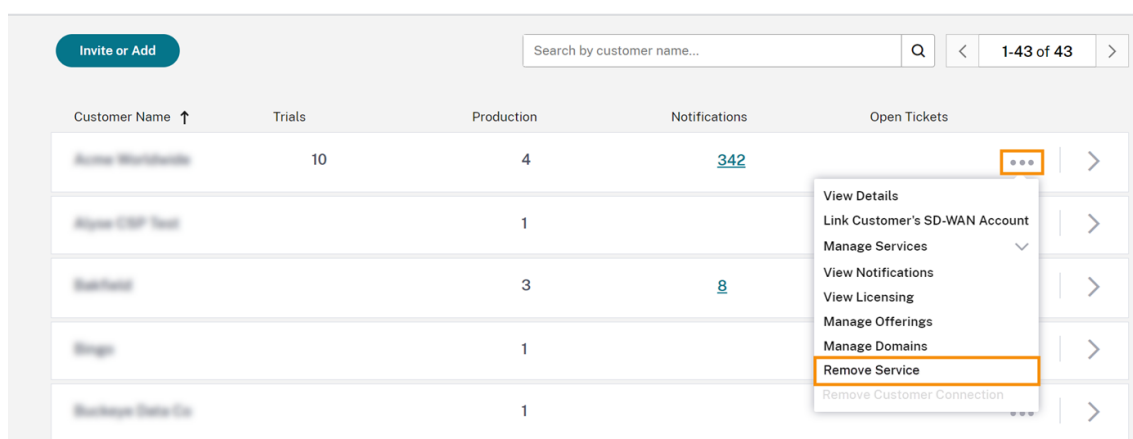 Invite or Add
Search by customer name...
1-43 of 43
Customer Name Trials Production Notifications Open Tickets
10 4 342
View Details
Link Customer's SD-WAN Account
1
Manage Services
View Notifications
3 8
View Licensing
Manage Offerings
Manage Domains
1
Remove Service
Remove Customer Connection
1